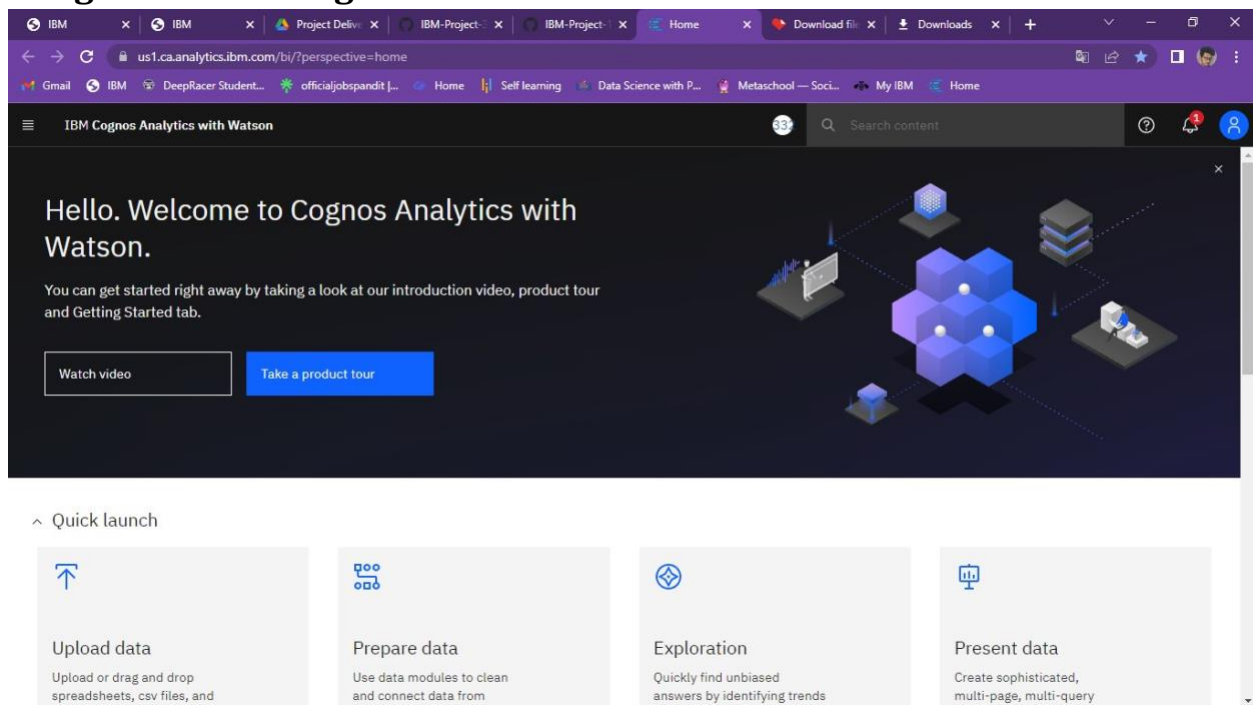 IBM
IBM
Project Delive
IBM-Project-
IBM-Project-1
Home
Download file
Downloads
us1.ca.analytics.ibm.com/bi/?perspective=home
Gmail IBM DeepRacer Student... officialjobspandit |... Home Self learning Data Science with P... Metaschool — Soci... My IBM Home
IBM Cognos Analytics with Watson
332
Search content
1
Hello. Welcome to Cognos Analytics with
Watson.
You can get started right away by taking a look at our introduction video, product tour
and Getting Started tab.
Watch video
Take a product tour
Quick launch
Upload data
Upload or drag and drop
spreadsheets, csv files, and
Prepare data
Use data modules to clean
and connect data from
Exploration
Quickly find unbiased
answers by identifying trends
Present data
Create sophisticated,
multi-page, multi-query